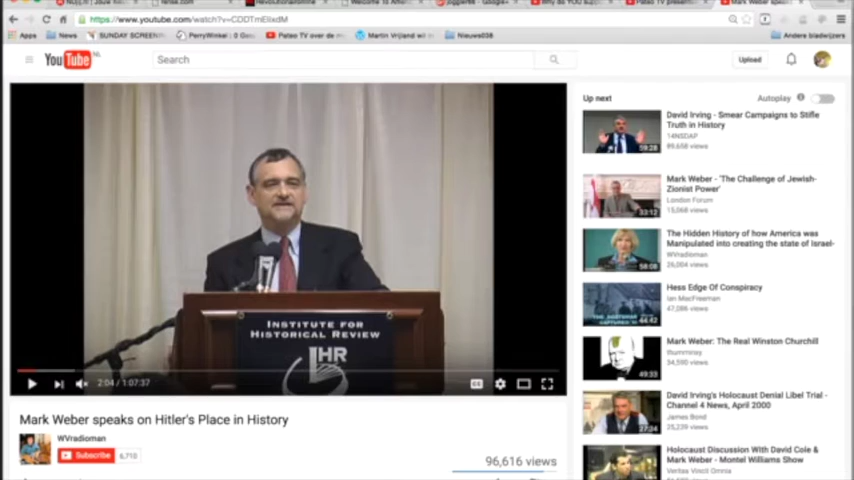 https://www.youtube.com/watch?v=
Apps
News
SUNDAY SCREEN
PerryWinkel : 0 Goo
Pateo TV over de m
Martin Vrijland wil
Nieuws038
Andere bladwijzers
YouTube NL
Search
Upload
INSTITUTE FOR
HISTORICAL REVIEW
IHR
2:04 / 1:07:37
Mark Weber speaks on Hitler's Place in History
WVradioman
Subscribe
6,710
96,616 views
Up next
Autoplay
David Irving - Smear Campaigns to Stifle
Truth in History
14NSDAP
89,658 views
59:28
Mark Weber - 'The Challenge of Jewish-
Zionist Power'
London Forum
15,068 views
33:12
The Hidden History of how America was
Manipulated into creating the state of Israel-
WVradioman
26,004 views
58:08
Hess Edge Of Conspiracy
Ian MacFreeman
47,086 views
44:42
Mark Weber: The Real Winston Churchill
thummray
34,590 views
49:33
David Irving's Holocaust Denial Libel Trial -
Channel 4 News, April 2000
James Bond
25,239 views
27:34
Holocaust Discussion With David Cole &
Mark Weber - Montel Williams Show
Veritas Vincit Omnia